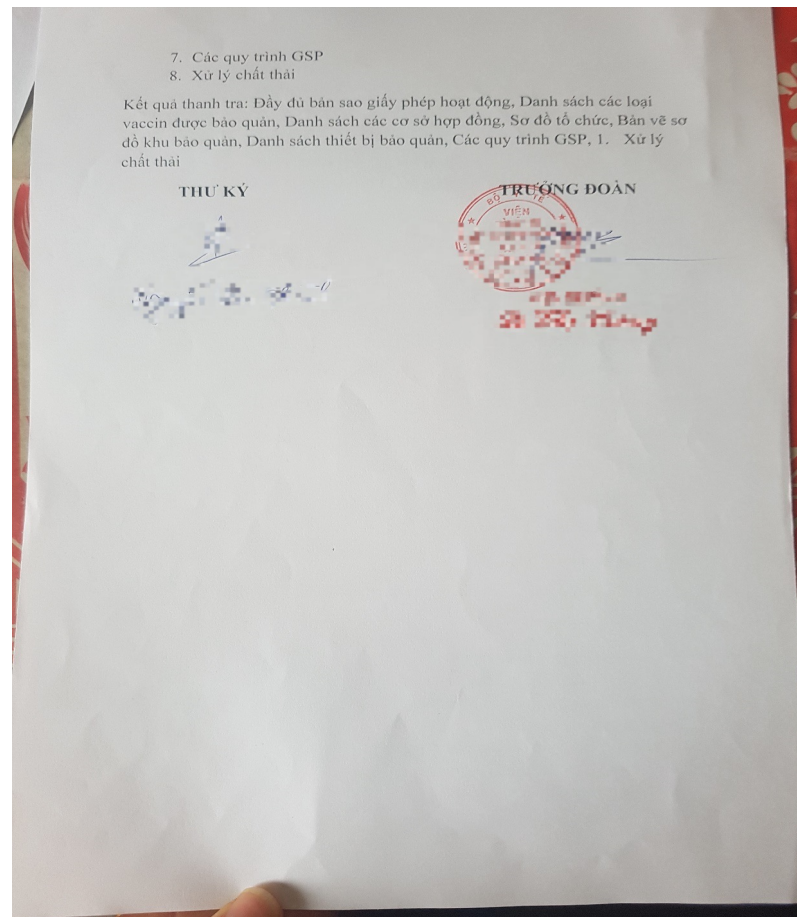 7. Các quy trình GSP
8. Xử lý chất thải
Kết quả thanh tra: Đầy đủ bản sao giấy phép hoạt động, Danh sách các loại
vaccin được bảo quản, Danh sách các cơ sở hợp đồng, Sơ đồ tổ chức, Bản vẽ sơ
đồ khu bảo quản, Danh sách thiết bị bảo quản, Các quy trình GSP, 1. Xử lý
chất thải
THƯ KÝ
TRƯỞNG ĐOÀN
BỘ Y TẾ
VIỆN